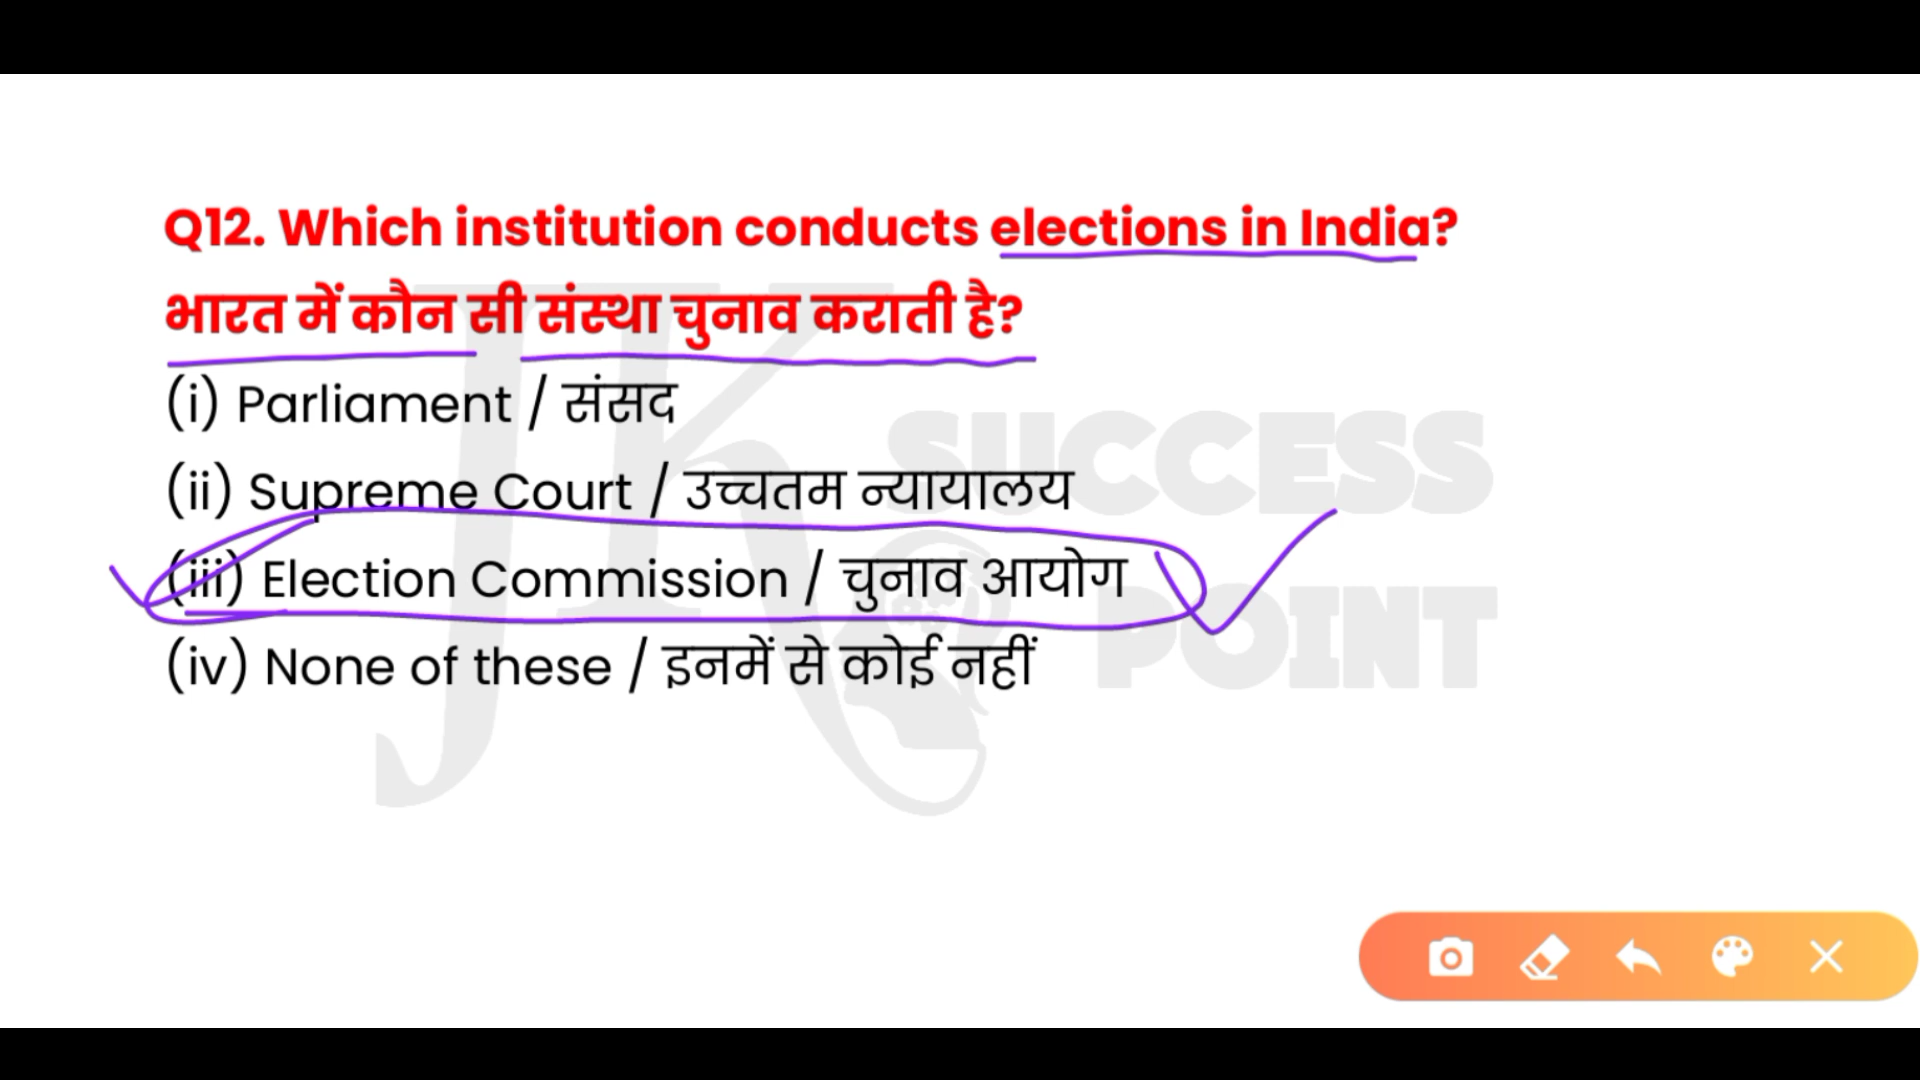 Q12. Which institution conducts elections in India?
भारत में कौन सी संस्था चुनाव कराती है?
(i) Parliament / संसद
(ii) Supreme Court / उच्चतम न्यायालय
(iii) Election Commission / चुनाव आयोग
(iv) None of these / इनमें से कोई नहीं
JK SUCCESS
POINT